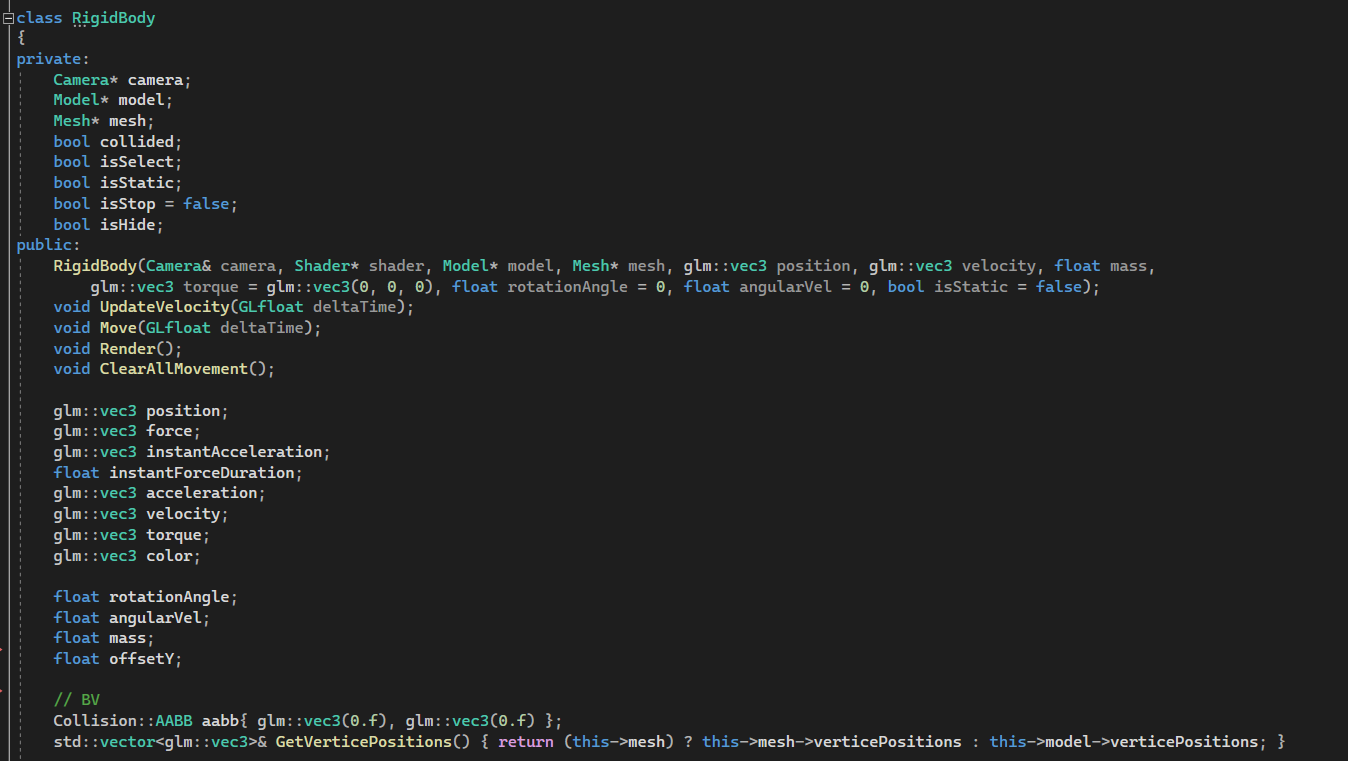 class RigidBody
{
private:
    Camera* camera;
    Model* model;
    Mesh* mesh;
    bool collided;
    bool isSelect;
    bool isStatic;
    bool isStop = false;
    bool isHide;
public:
    RigidBody(Camera& camera, Shader* shader, Model* model, Mesh* mesh, glm::vec3 position, glm::vec3 velocity, float mass,
        glm::vec3 torque = glm::vec3(0, 0, 0), float rotationAngle = 0, float angularVel = 0, bool isStatic = false);
    void UpdateVelocity(GLfloat deltaTime);
    void Move(GLfloat deltaTime);
    void Render();
    void ClearAllMovement();

    glm::vec3 position;
    glm::vec3 force;
    glm::vec3 instantAcceleration;
    float instantForceDuration;
    glm::vec3 acceleration;
    glm::vec3 velocity;
    glm::vec3 torque;
    glm::vec3 color;

    float rotationAngle;
    float angularVel;
    float mass;
    float offsetY;

    // BV
    Collision::AABB aabb{ glm::vec3(0.f), glm::vec3(0.f) };
    std::vector<glm::vec3>& GetVerticePositions() { return (this->mesh) ? this->mesh->verticePositions : this->model->verticePositions; }